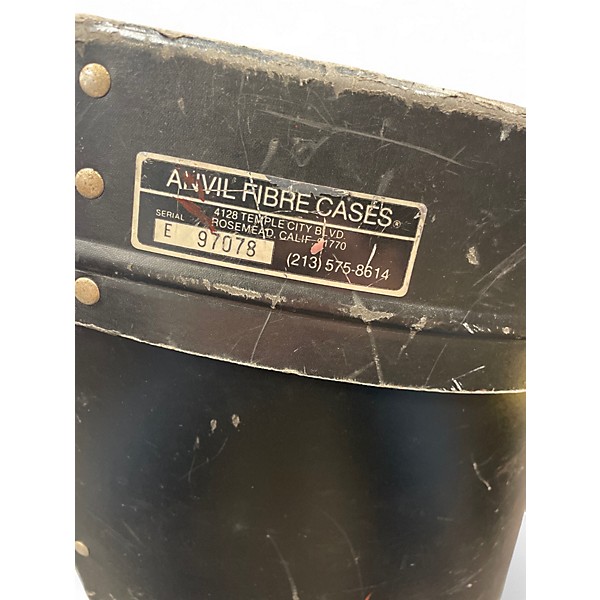 ANVIL FIBRE CASES®
4128 TEMPLE CITY BLVD.
ROSEMEAD, CALIF. 91770
SERIAL
E 97078
(213) 575-8614